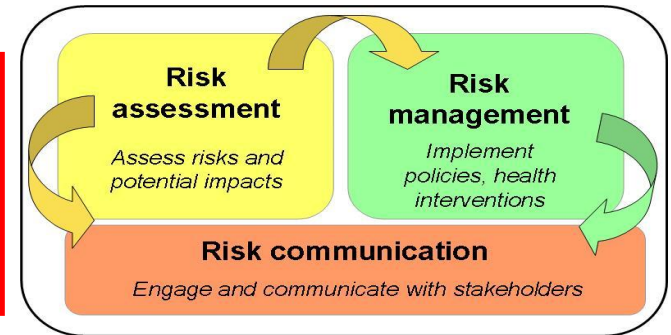 Risk
assessment
Assess risks and
potential impacts
Risk
management
Implement
policies, health
interventions
Risk communication
Engage and communicate with stakeholders